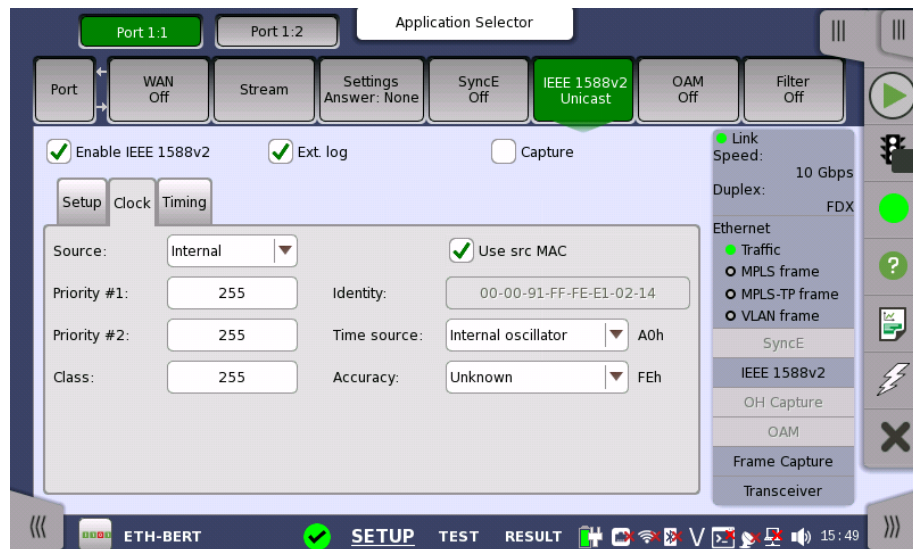 Application Selector
Port 1:1
Port 1:2
Port
WAN
Off
Stream
Settings
Answer: None
SyncE
Off
IEEE 1588v2
Unicast
OAM
Off
Filter
Off
Enable IEEE 1588v2
Ext. log
Capture
Setup
Clock
Timing
Source:
Internal
Use src MAC
Priority #1:
255
Identity:
00-00-91-FF-FE-E1-02-14
Priority #2:
255
Time source:
Internal oscillator
A0h
Class:
255
Accuracy:
Unknown
FEh
Link
Speed:
10 Gbps
Duplex:
FDX
Ethernet
Traffic
MPLS frame
MPLS-TP frame
VLAN frame
SyncE
IEEE 1588v2
OH Capture
OAM
Frame Capture
Transceiver
ETH-BERT
SETUP
TEST
RESULT
V
15:49